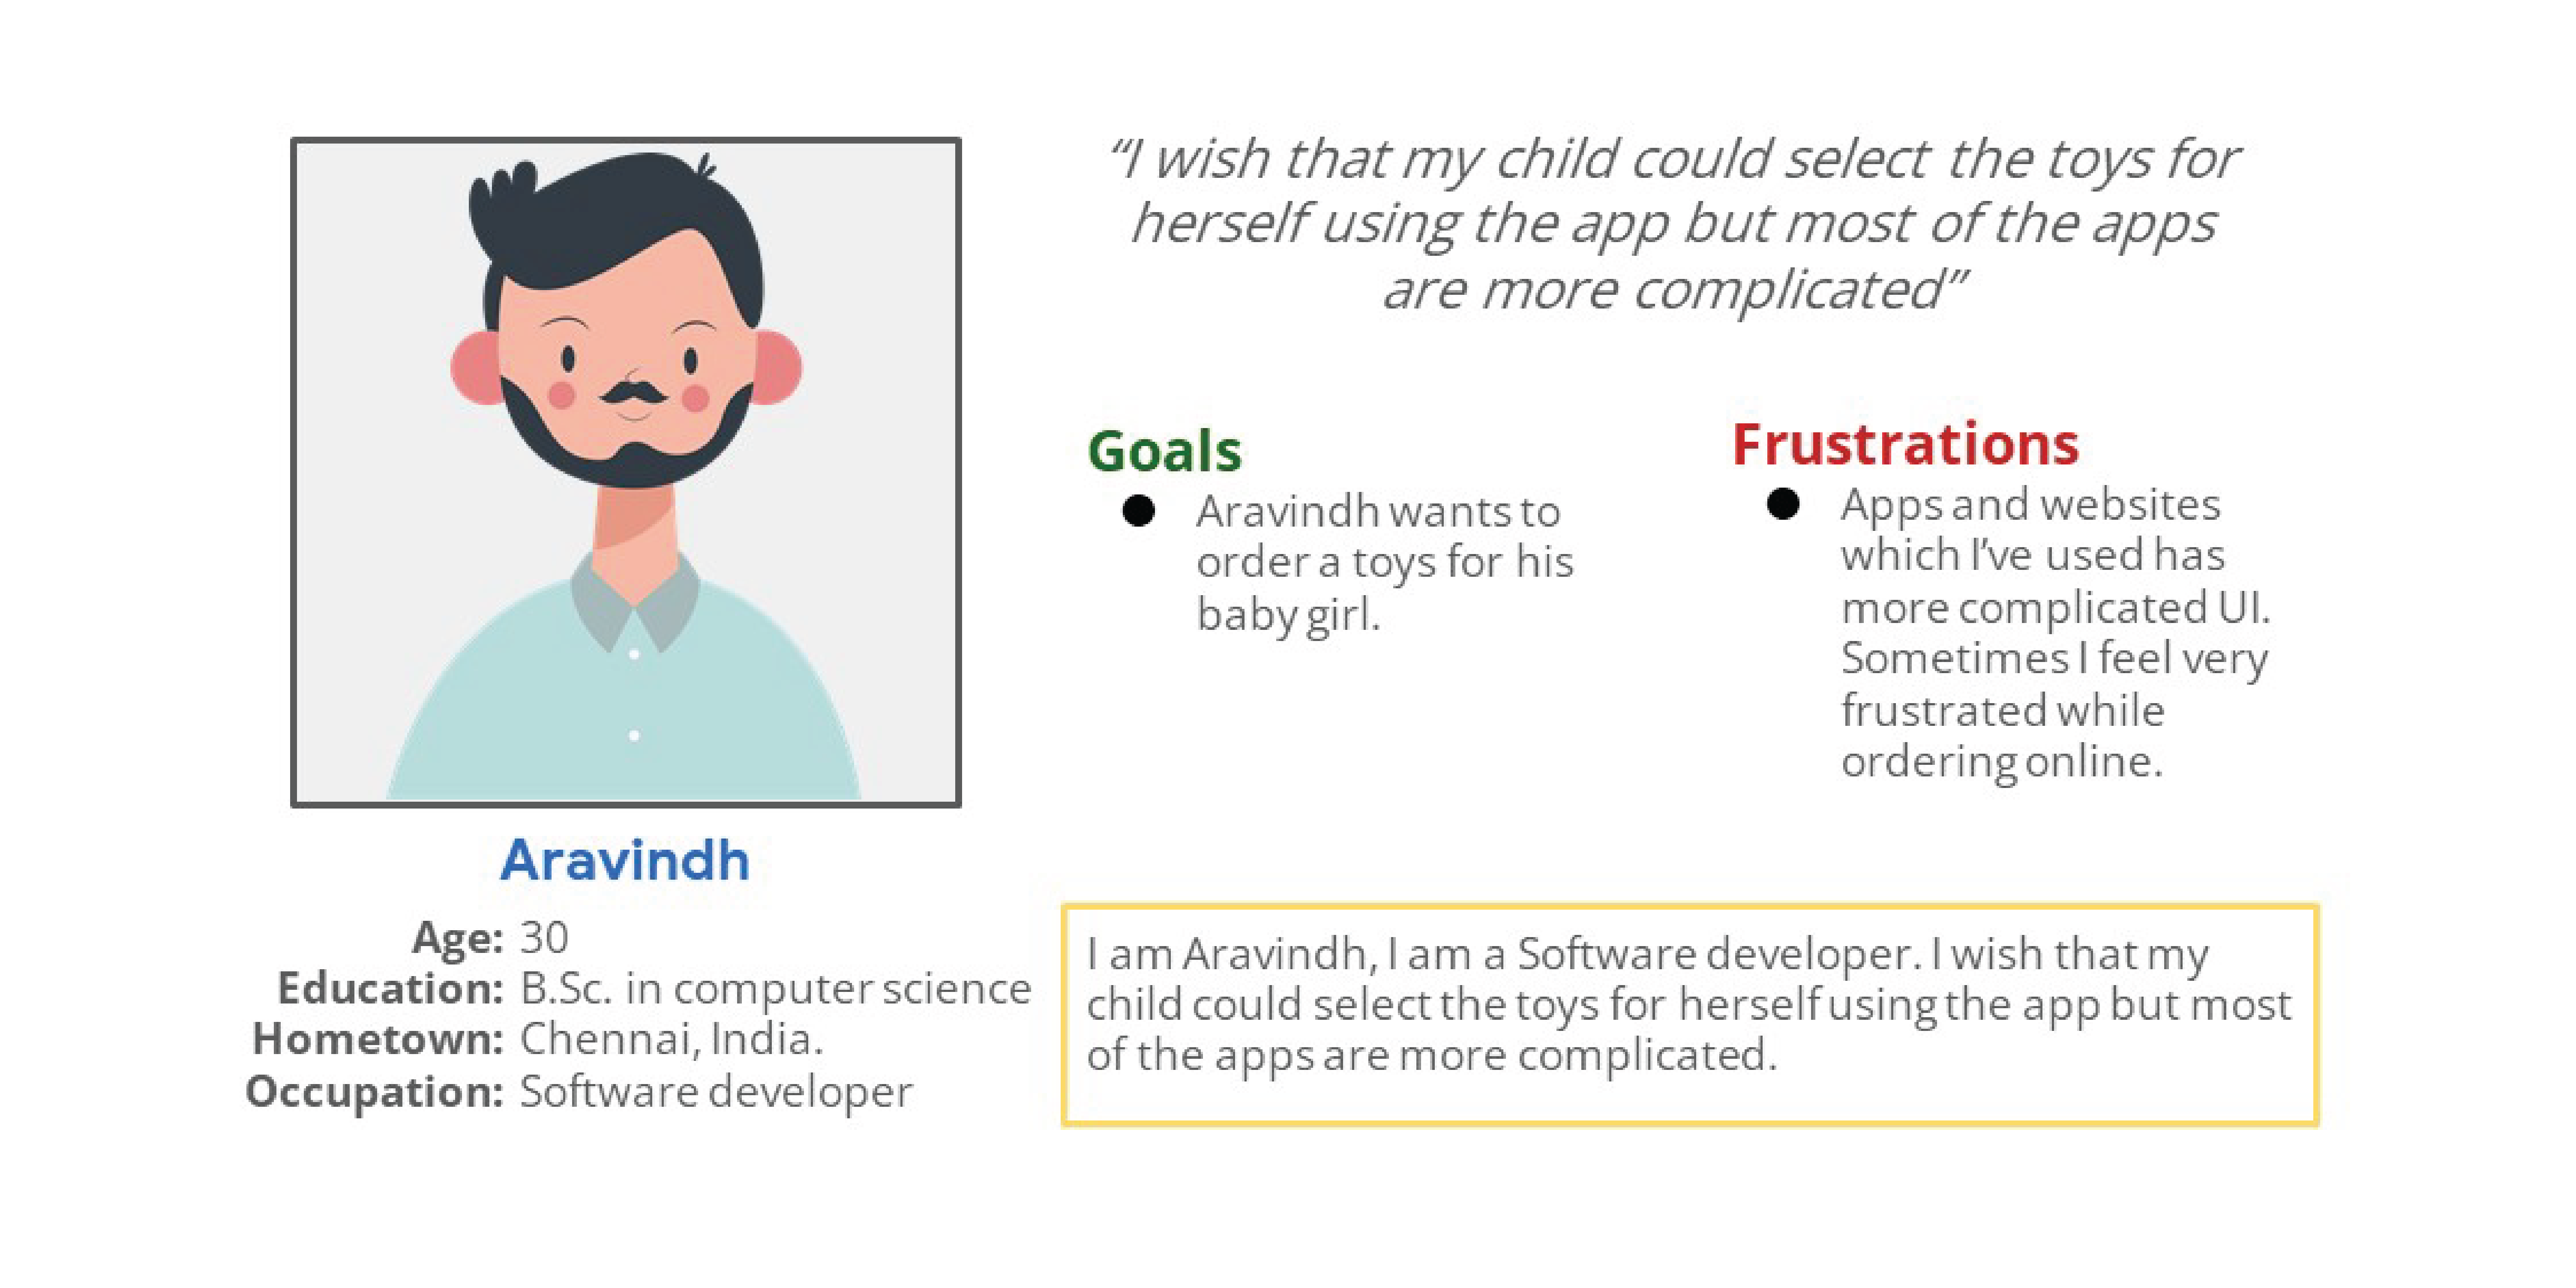 “I wish that my child could select the toys for
herself using the app but most of the apps
are more complicated”
Goals
● Aravindh wants to
order a toys for his
baby girl.
Frustrations
● Apps and websites
which I’ve used has
more complicated UI.
Sometimes I feel very
frustrated while
ordering online.
Aravindh
Age: 30
Education: B.Sc. in computer science
Hometown: Chennai, India.
Occupation: Software developer
I am Aravindh, I am a Software developer. I wish that my
child could select the toys for herself using the app but most
of the apps are more complicated.